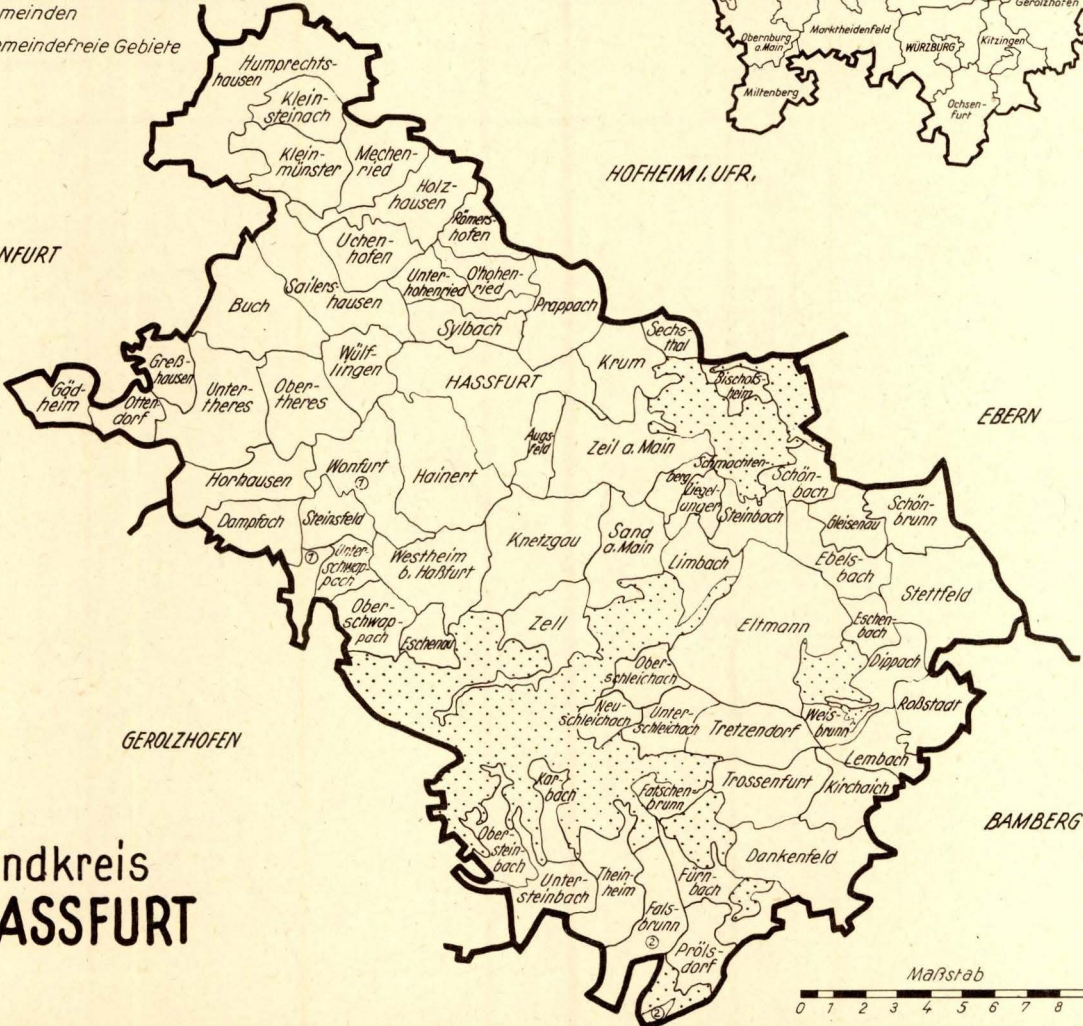 Gerolzhofen
Obernburg
a. Main
Marktheidenfeld
WÜRZBURG
Kitzingen
Miltenberg
Ochsen-
furt
HOFHEIM I. UFR.
EBERN
BAMBERG
GEROLZHOFEN
Humprechts-
hausen
Klein-
steinach
Klein-
münster
Mechen-
ried
Holz-
hausen
Römers-
hofen
Uchen-
hofen
Unter-
hohenried
O'hohen-
ried
Prappach
Buch
Sailers-
hausen
Sylbach
Sechs-
thal
Krum
Wülf-
lingen
HASSFURT
Bischofs-
heim
Gäd-
heim
Otten-
dorf
Greß-
hausen
Unter-
theres
Ober-
theres
Augs-
feld
Zeil a. Main
Schmachten-
berg
Ziegel-
anger
Steinbach
Schön-
bach
Horhausen
Wonfurt
1
Hainert
Gleisenau
Schön-
brunn
Dampfach
Steinsfeld
1
Unter-
schwap-
pach
Westheim
b. Haßfurt
Knetzgau
Sand
a. Main
Limbach
Ebels-
bach
Stettfeld
Ober-
schwap-
pach
Eschenau
Zell
Eltmann
Eschen-
bach
Dippach
Ober-
schleichach
Neu-
schleichach
Unter-
schleichach
Tretzendorf
Weis-
brunn
Roßstadt
Lembach
Kar-
bach
Fatschen-
brunn
Trossenfurt
Kirchaich
Ober-
stein-
bach
Unter-
steinbach
Thein-
heim
Fürn-
bach
Dankenfeld
Fals-
brunn
2
Pröls-
dorf
2
ndkreis
ASSFURT
Maßstab
0 1 2 3 4 5 6 7 8